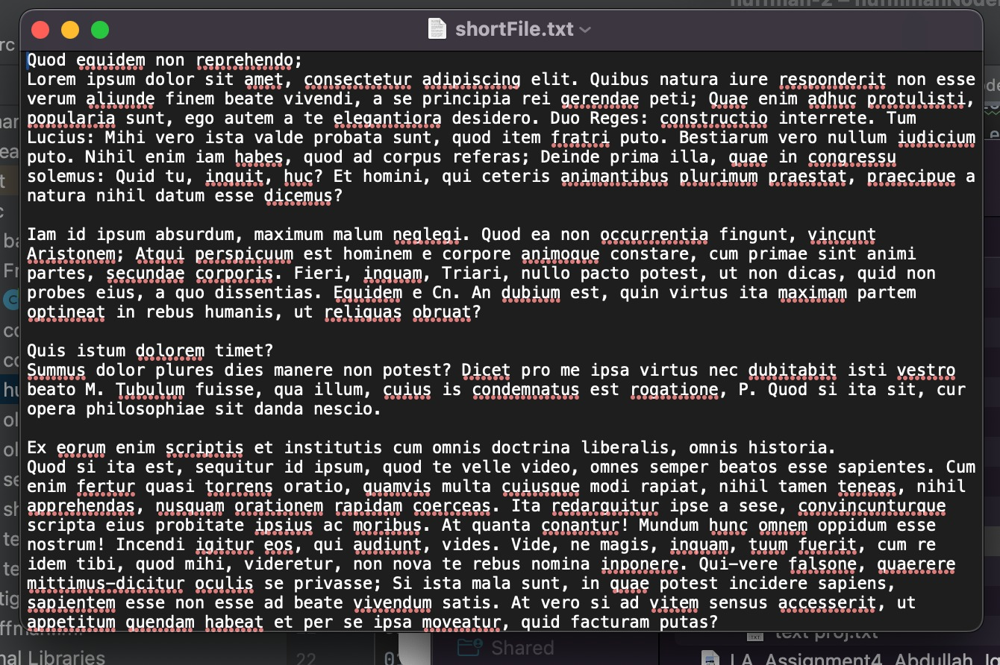 huffman-2 – huffmanNode
shortFile.txt
Quod equidem non reprehendo;
Lorem ipsum dolor sit amet, consectetur adipiscing elit. Quibus natura iure responderit non esse
verum aliunde finem beate vivendi, a se principia rei gerendae peti; Quae enim adhuc protulisti,
popularia sunt, ego autem a te elegantiora desidero. Duo Reges: constructio interrete. Tum
Lucius: Mihi vero ista valde probata sunt, quod item fratri puto. Bestiarum vero nullum iudicium
puto. Nihil enim iam habes, quod ad corpus referas; Deinde prima illa, quae in congressu
solemus: Quid tu, inquit, huc? Et homini, qui ceteris animantibus plurimum praestat, praecipue a
natura nihil datum esse dicemus?
Iam id ipsum absurdum, maximum malum neglegi. Quod ea non occurrentia fingunt, vincunt
Aristonem; Atqui perspicuum est hominem e corpore animoque constare, cum primae sint animi
partes, secundae corporis. Fieri, inquam, Triari, nullo pacto potest, ut non dicas, quid non
probes eius, a quo dissentias. Equidem e Cn. An dubium est, quin virtus ita maximam partem
optineat in rebus humanis, ut reliquas obruat?
Quis istum dolorem timet?
Summus dolor plures dies manere non potest? Dicet pro me ipsa virtus nec dubitabit isti vestro
beato M. Tubulum fuisse, qua illum, cuius is condemnatus est rogatione, P. Quod si ita sit, cur
opera philosophiae sit danda nescio.
Ex eorum enim scriptis et institutis cum omnis doctrina liberalis, omnis historia.
Quod si ita est, sequitur id ipsum, quod te velle video, omnes semper beatos esse sapientes. Cum
enim fertur quasi torrens oratio, quamvis multa cuiusque modi rapiat, nihil tamen teneas, nihil
apprehendas, nusquam orationem rapidam coerceas. Ita redarguitur ipse a sese, convincunturque
scripta eius probitate ipsius ac moribus. At quanta conantur! Mundum hunc omnem oppidum esse
nostrum! Incendi igitur eos, qui audiunt, vides. Vide, ne magis, inquam, tuum fuerit, cum re
idem tibi, quod mihi, videretur, non nova te rebus nomina inponere. Qui-vere falsone, quaerere
mittimus-dicitur oculis se privasse; Si ista mala sunt, in quae potest incidere sapiens,
sapientem esse non esse ad beate vivendum satis. At vero si ad vitem sensus accesserit, ut
appetitum quendam habeat et per se ipsa moveatur, quid facturam putas?
text proj.txt
Shared
nal Libraries
22
LA_Assignment4_Abdullah_